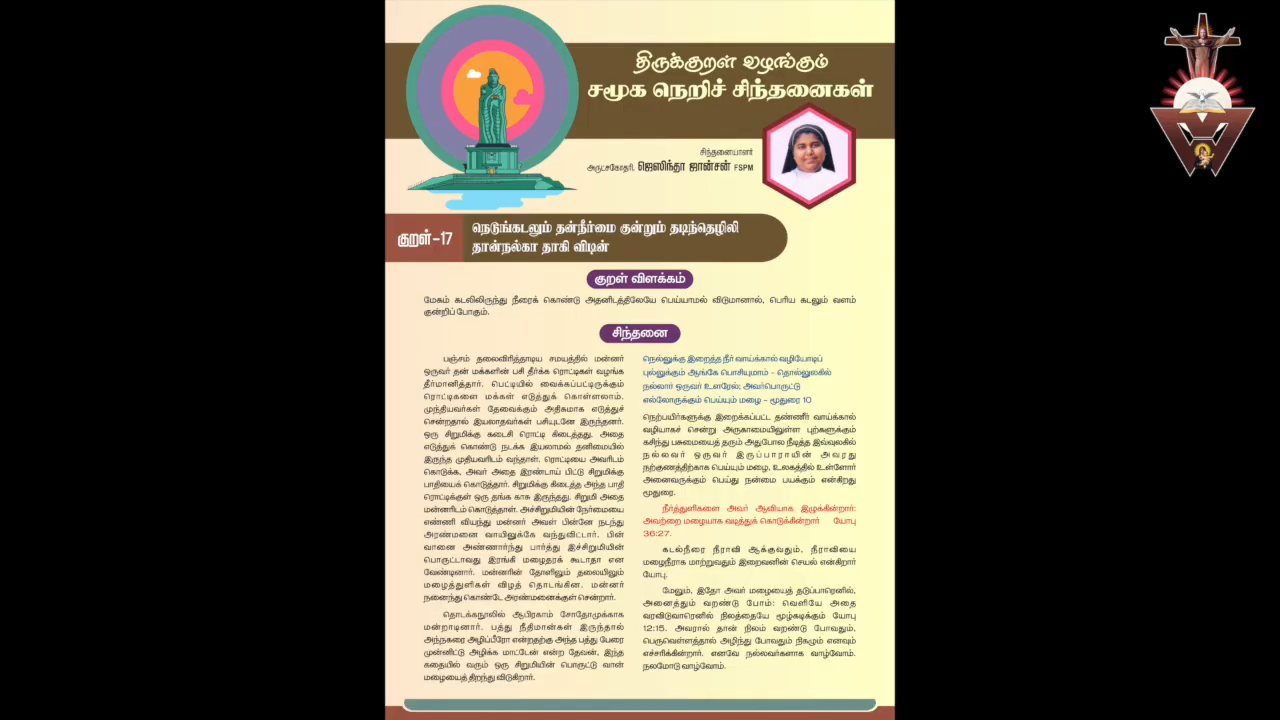 திருக்குறள் வழங்கும்
சமூக நெறிச் சிந்தனைகள்
சிந்தனையாளர்
அருட்சகோதரி. ஜெஸிந்தா ஜான்சன் FSPM
குறள்-17
நெடுங்கடலும் தன்நீர்மை குன்றும் தடிந்தெழிலி
தான்நல்கா தாகி விடின்
குறள் விளக்கம்
மேகம் கடலிலிருந்து நீரைக் கொண்டு அதனிடத்திலேயே பெய்யாமல் விடுமானால், பெரிய கடலும் வளம்
குன்றிப் போகும்.
சிந்தனை
பஞ்சம் தலைவிரித்தாடிய சமயத்தில் மன்னர்
ஒருவர் தன் மக்களின் பசி தீர்க்க ரொட்டிகள் வழங்க
தீர்மானித்தார். பெட்டியில் வைக்கப்பட்டிருக்கும்
ரொட்டிகளை மக்கள் எடுத்துக் கொள்ளலாம்.
முந்தியவர்கள் தேவைக்கும் அதிகமாக எடுத்துச்
சென்றதால் இயலாதவர்கள் பசியுடனே இருந்தனர்.
ஒரு சிறுமிக்கு கடைசி ரொட்டி கிடைத்தது. அதை
எடுத்துக் கொண்டு நடக்க இயலாமல் தனிமையில்
இருந்த முதியவரிடம் வந்தாள். ரொட்டியை அவரிடம்
கொடுக்க, அவர் அதை இரண்டாய் பிட்டு சிறுமிக்கு
பாதியைக் கொடுத்தார். சிறுமிக்கு கிடைத்த அந்த பாதி
ரொட்டிக்குள் ஒரு தங்க காசு இருந்தது. சிறுமி அதை
மன்னரிடம் கொடுத்தாள். அச்சிறுமியின் நேர்மையை
எண்ணி வியந்து மன்னர் அவள் பின்னே நடந்து
அரண்மனை வாயிலுக்கே வந்துவிட்டார். பின்
வானை அண்ணார்ந்து பார்த்து இச்சிறுமியின்
பொருட்டாவது இரங்கி மழைதரக் கூடாதா என
வேண்டினார். மன்னரின் தோளிலும் தலையிலும்
மழைத்துளிகள் விழத் தொடங்கின. மன்னர்
நனைந்து கொண்டே அரண்மனைக்குள் சென்றார்.
தொடக்கநூலில் ஆபிரகாம் சோதோமுக்காக
மன்றாடினார். பத்து நீதிமான்கள் இருந்தால்
அந்நகரை அழிப்பீரோ என்றதற்கு அந்த பத்து பேரை
முன்னிட்டு அழிக்க மாட்டேன் என்ற தேவன், இந்த
கதையில் வரும் ஒரு சிறுமியின் பொருட்டு வான்
மழையைத் திறந்து விடுகிறார்.
நெல்லுக்கு இறைத்த நீர் வாய்க்கால் வழியோடிப்
புல்லுக்கும் ஆங்கே பொசியுமாம் - தொல்லுலகில்
நல்லார் ஒருவர் உளரேல்; அவர்பொருட்டு
எல்லோருக்கும் பெய்யும் மழை - மூதுரை 10
நெற்பயிர்களுக்கு இறைக்கப்பட்ட தண்ணீர் வாய்க்கால்
வழியாகச் சென்று அருகாமையிலுள்ள புற்களுக்கும்
கசிந்து பசுமையைத் தரும் அதுபோல நீடித்த இவ்வுலகில்
நல்லவர் ஒருவர் இருப்பாராயின் அவரது
நற்குணத்திற்காக பெய்யும் மழை, உலகத்தில் உள்ளோர்
அனைவருக்கும் பெய்து நன்மை பயக்கும் என்கிறது
மூதுரை.
நீர்த்துளிகளை அவர் ஆவியாக இழுக்கின்றார்:
அவற்றை மழையாக வடித்துக் கொடுக்கின்றார் யோபு
36:27.
கடல்நீரை நீராவி ஆக்குவதும், நீராவியை
மழைநீராக மாற்றுவதும் இறைவனின் செயல் என்கிறார்
யோபு.
மேலும், இதோ அவர் மழையைத் தடுப்பாரெனில்,
அனைத்தும் வறண்டு போம்: வெளியே அதை
வரவிடுவாரெனில் நிலத்தையே மூழ்கடிக்கும் யோபு
12:15. அவரால் தான் நிலம் வறண்டு போவதும்,
பெருவெள்ளத்தால் அழிந்து போவதும் நிகழும் எனவும்
எச்சரிக்கின்றார். எனவே நல்லவர்களாக வாழ்வோம்.
நலமோடு வாழ்வோம்.